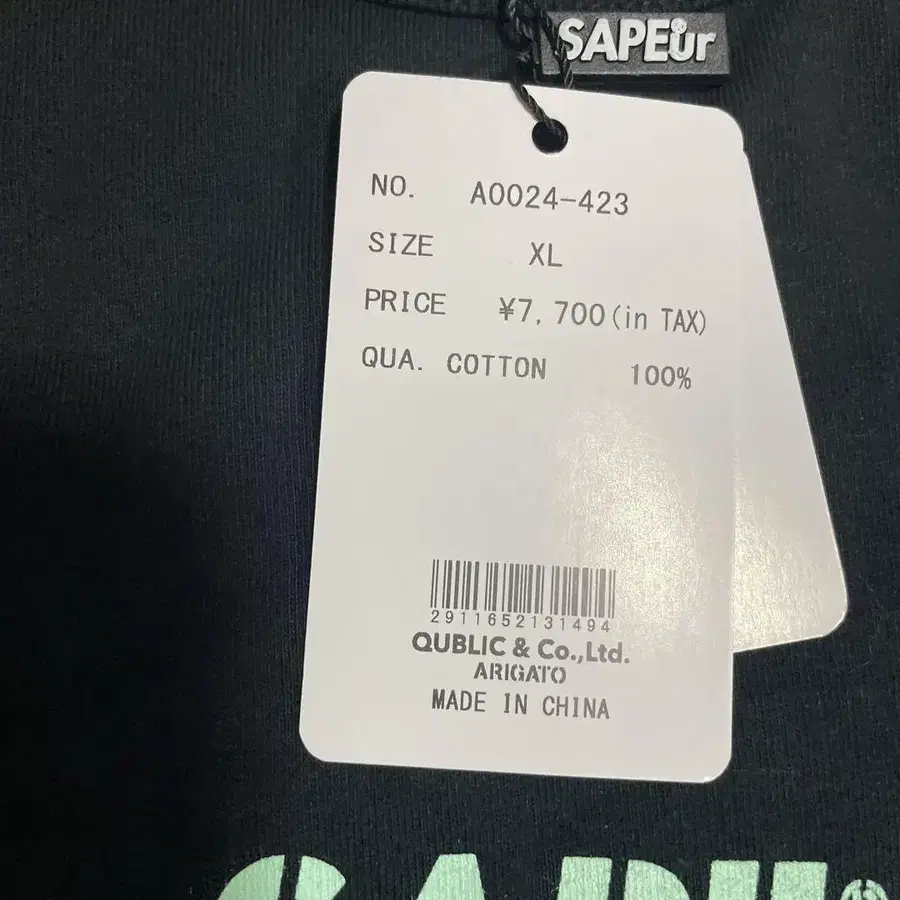 SAPEur
NO. A0024-423
SIZE XL
PRICE ¥7,700(in TAX)
QUA. COTTON 100%
2911652131494
QUBLIC & Co.,Ltd.
ARIGATO
MADE IN CHINA